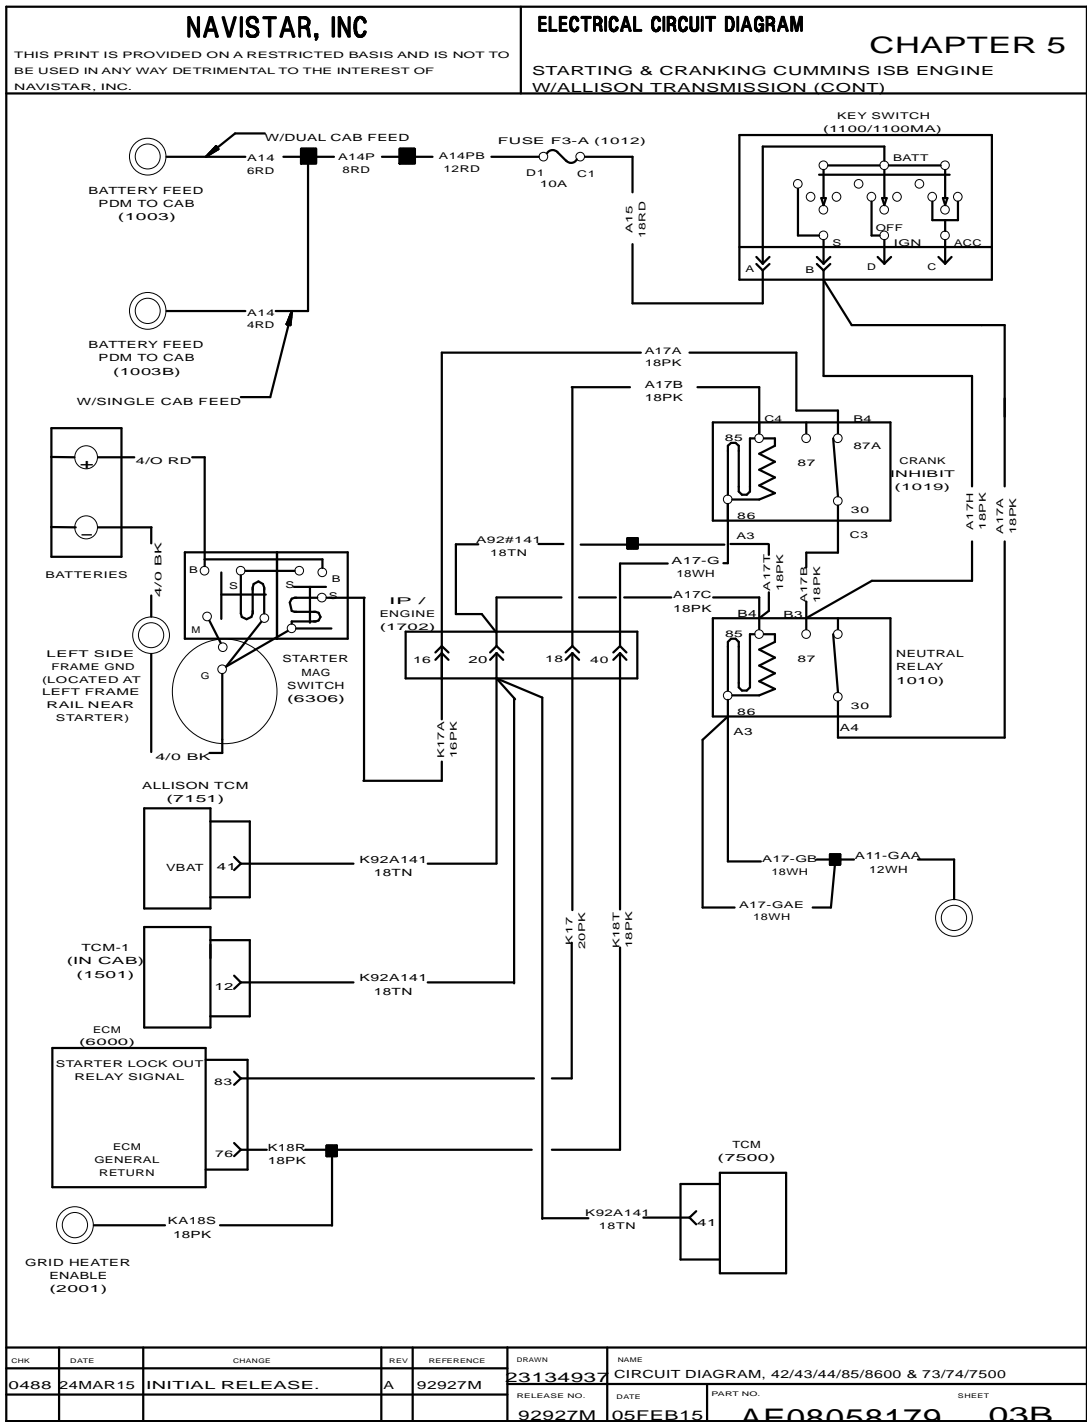 NAVISTAR, INC
THIS PRINT IS PROVIDED ON A RESTRICTED BASIS AND IS NOT TO
BE USED IN ANY WAY DETRIMENTAL TO THE INTEREST OF
NAVISTAR, INC.
ELECTRICAL CIRCUIT DIAGRAM
CHAPTER 5
STARTING & CRANKING CUMMINS ISB ENGINE
W/ALLISON TRANSMISSION (CONT)
W/DUAL CAB FEED
A14
6RD
A14P
8RD
A14PB
12RD
FUSE F3-A (1012)
D1
C1
10A
BATTERY FEED
PDM TO CAB
(1003)
A15
18RD
KEY SWITCH
(1100/1100MA)
BATT
OFF
S
IGN
ACC
A
B
D
C
A14
4RD
BATTERY FEED
PDM TO CAB
(1003B)
W/SINGLE CAB FEED
A17A
18PK
A17B
18PK
C4
B4
85
87
87A
86
30
A3
C3
CRANK
INHIBIT
(1019)
A17H
18PK
A17A
18PK
4/O RD
+
–
BATTERIES
4/0 BK
B
S
S
B
S
M
G
STARTER
MAG
SWITCH
(6306)
LEFT SIDE
FRAME GND
(LOCATED AT
LEFT FRAME
RAIL NEAR
STARTER)
4/0 BK
A92#141
18TN
A17-G
18WH
A17T
18PK
A17B
18PK
A17C
18PK
IP /
ENGINE
(1702)
16
20
18
40
B4
B3
85
87
86
30
A3
A4
NEUTRAL
RELAY
1010)
K17A
16PK
ALLISON TCM
(7151)
VBAT
41
K92A141
18TN
A17-GB
18WH
A11-GAA
12WH
A17-GAE
18WH
K17
20PK
K18T
18PK
TCM-1
(IN CAB)
(1501)
12
K92A141
18TN
ECM
(6000)
STARTER LOCK OUT
RELAY SIGNAL
83
ECM
GENERAL
RETURN
76
K18R
18PK
KA18S
18PK
GRID HEATER
ENABLE
(2001)
TCM
(7500)
K92A141
18TN
41
CHK
DATE
CHANGE
REV
REFERENCE
DRAWN
NAME
0488
24MAR15
INITIAL RELEASE.
A
92927M
23134937
CIRCUIT DIAGRAM, 42/43/44/85/8600 & 73/74/7500
RELEASE NO.
DATE
PART NO.
SHEET
92927M
05FEB15
AE08058179
03B